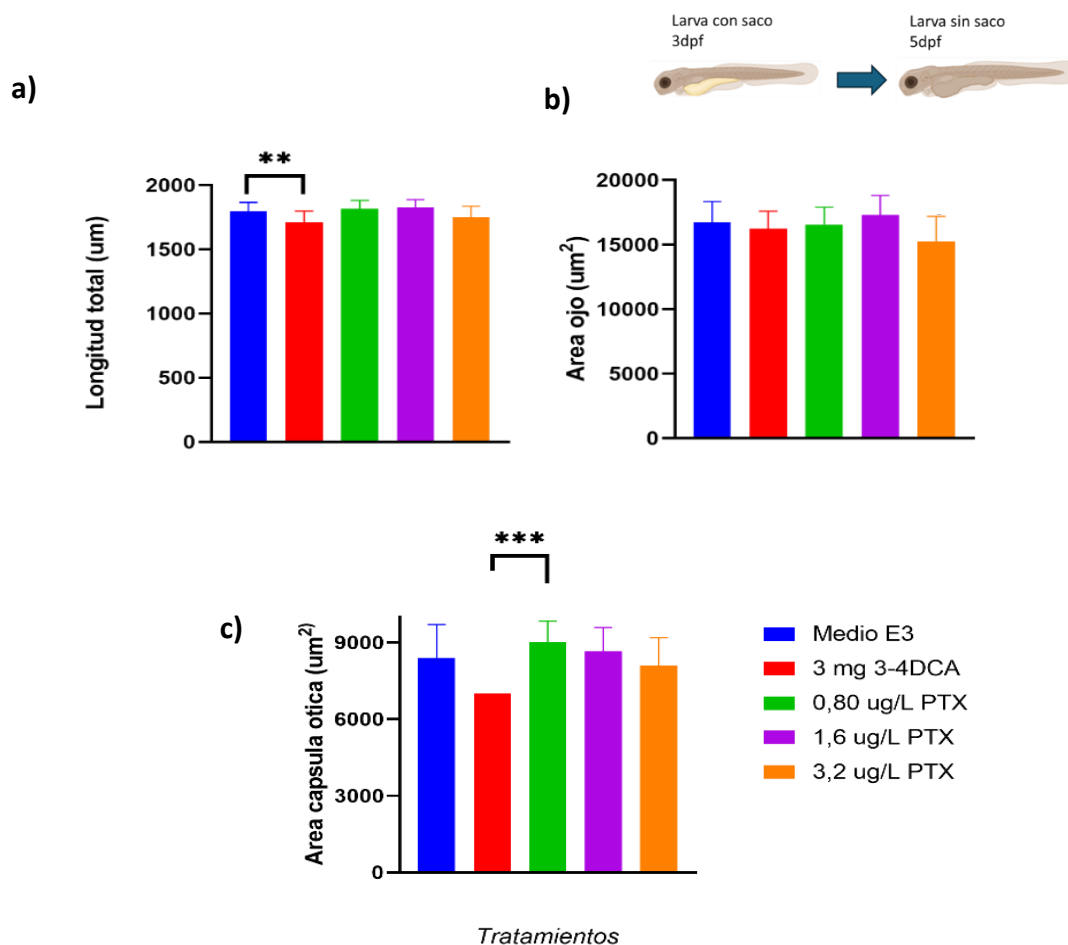 Larva con saco
3dpf
Larva sin saco
5dpf
a)
**
2000
1500
1000
500
0
Longitud total (um)
b)
20000
15000
10000
5000
0
Area ojo (um²)
c)
***
9000
6000
3000
0
Area capsula otica (um²)
Medio E3
3 mg 3-4DCA
0,80 ug/L PTX
1,6 ug/L PTX
3,2 ug/L PTX
Tratamientos